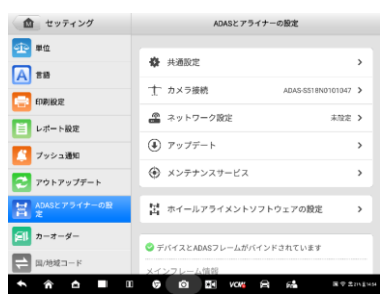 セッティング
ADASとアライナーの設定
単位
言語
印刷設定
レポート設定
プッシュ通知
アウトアップデート
ADASとアライナーの設定
カーオーダー
国/地域コード
共通設定
カメラ接続 ADAS-SS18N0101047
ネットワーク設定 未設定
アップデート
メンテナンスサービス
ホイールアライメントソフトウェアの設定
デバイスとADASフレームがバインドされています
メインフレーム情報
VCMI